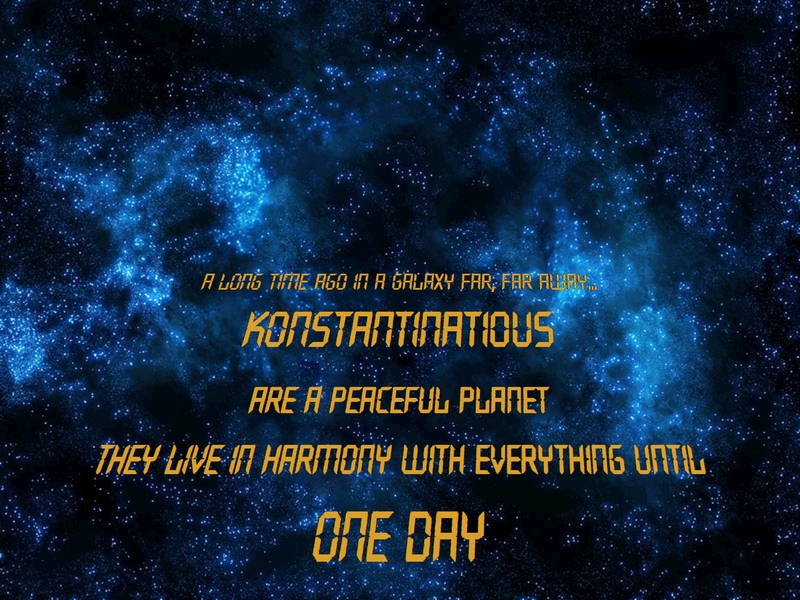 A LONG TIME AGO IN A GALAXY FAR, FAR AWAY...
KONSTANTINATIOUS
ARE A PEACEFUL PLANET
THEY LIVE IN HARMONY WITH EVERYTHING UNTIL
ONE DAY